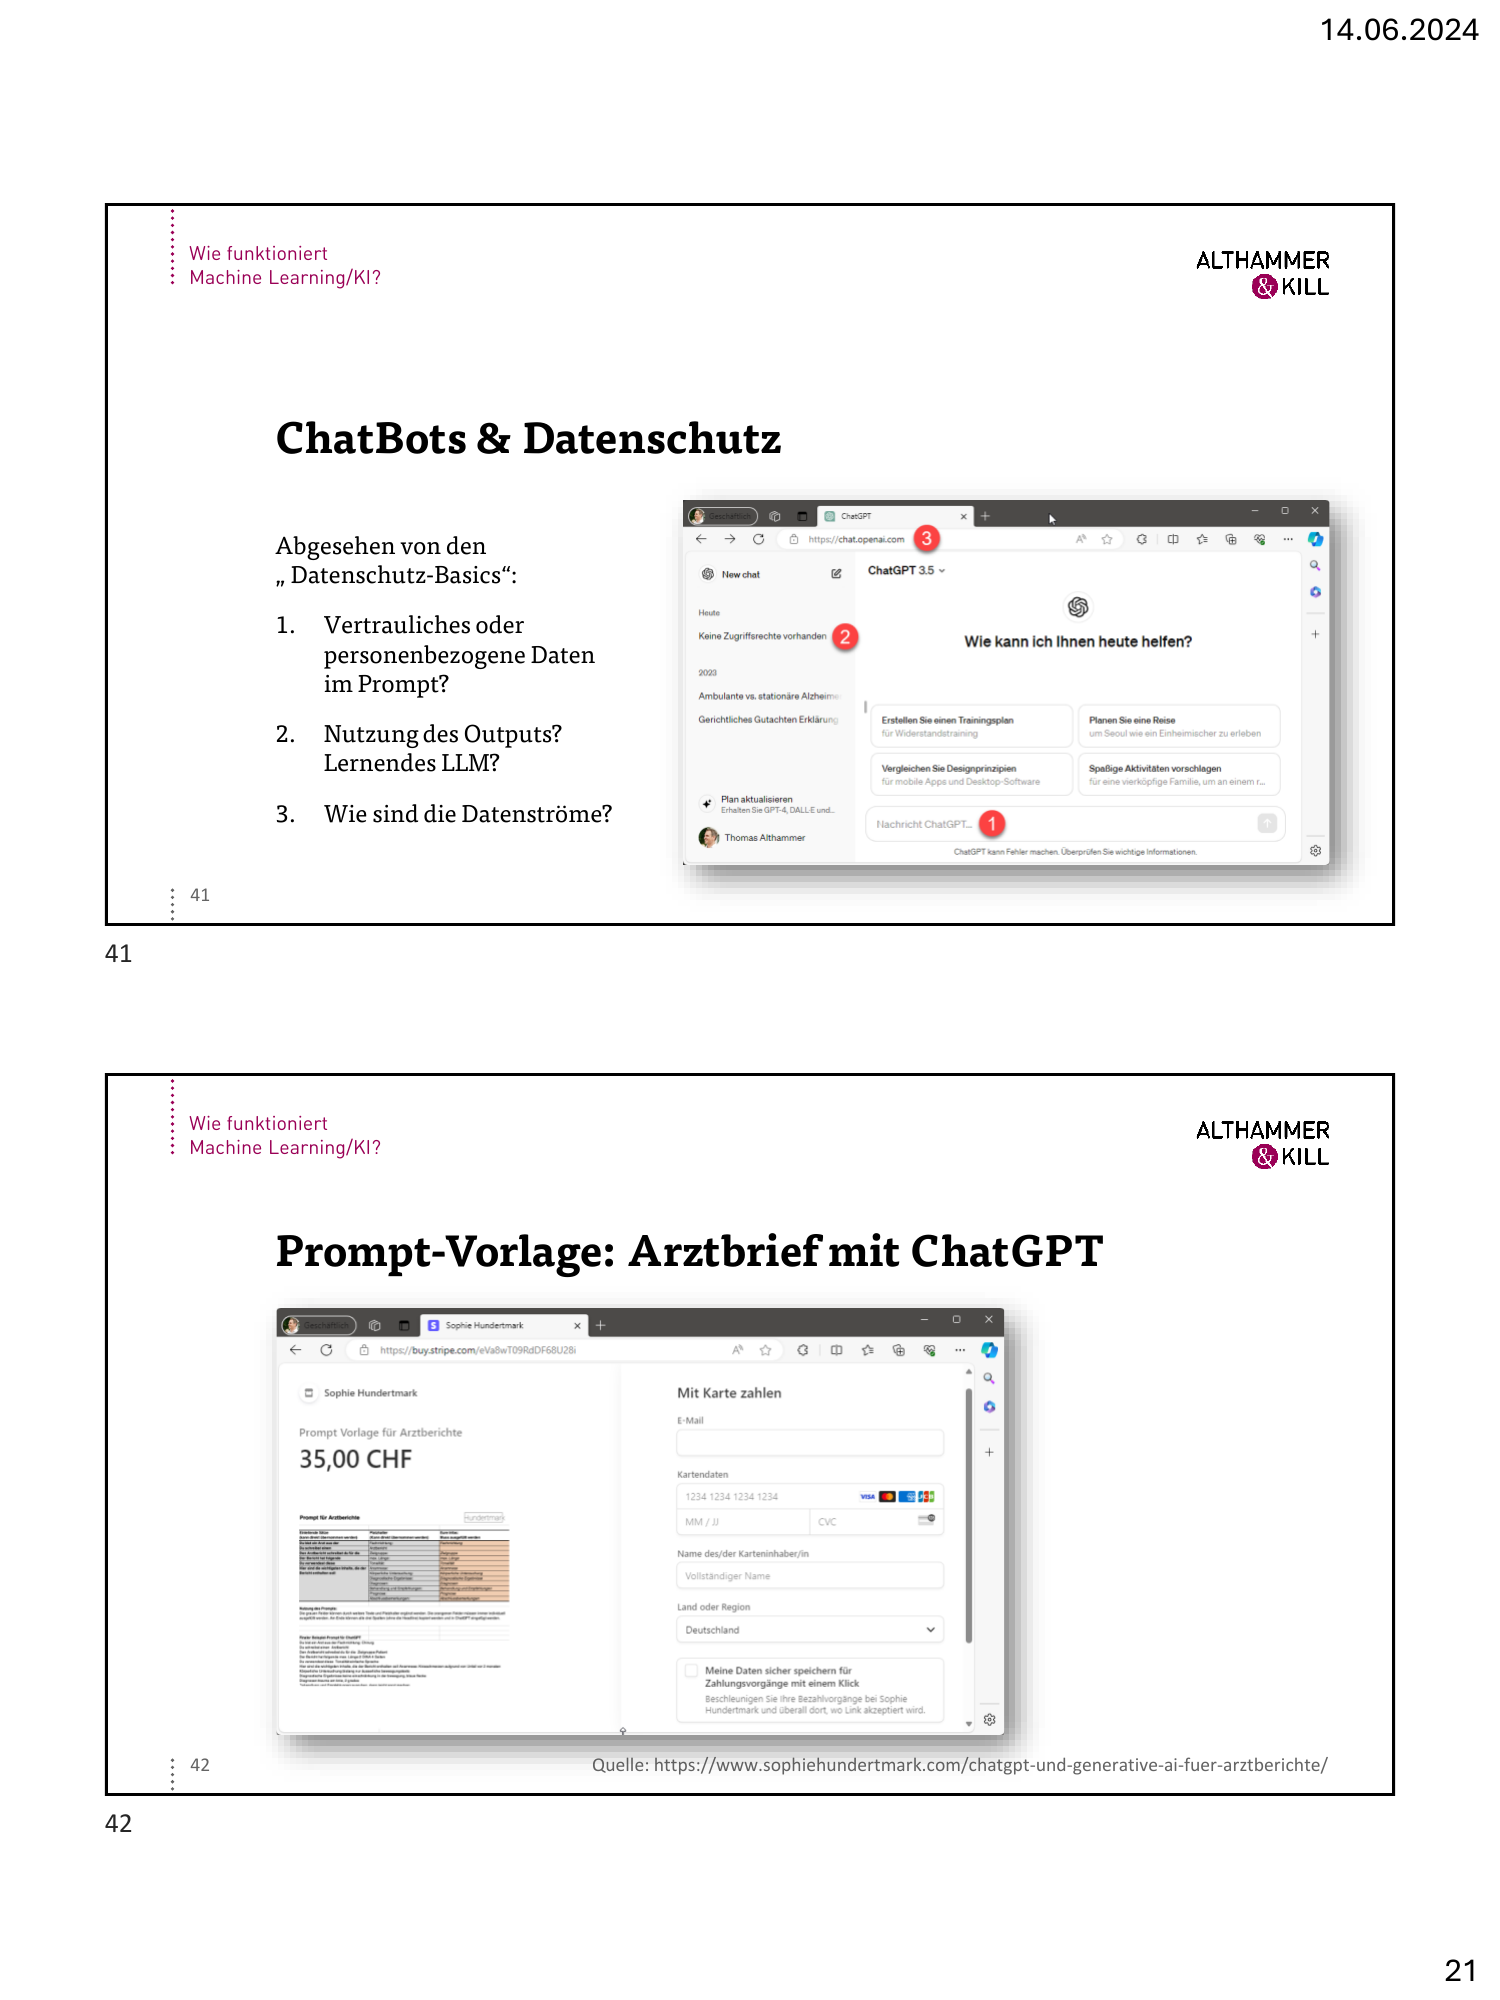 14.06.2024
Wie funktioniert
Machine Learning/KI?
ALTHAMMER
& KILL
ChatBots & Datenschutz
Abgesehen von den
„ Datenschutz-Basics“:
1. Vertrauliches oder
personenbezogene Daten
im Prompt?
2. Nutzung des Outputs?
Lernendes LLM?
3. Wie sind die Datenströme?
Geschäftlich
ChatGPT
https://chat.openai.com
3
New chat
ChatGPT 3.5
Heute
Keine Zugriffsrechte vorhanden
2
Wie kann ich Ihnen heute helfen?
2023
Ambulante vs. stationäre Alzheime
Gerichtliches Gutachten Erklärung
Erstellen Sie einen Trainingsplan
für Widerstandstraining
Planen Sie eine Reise
um Seoul wie ein Einheimischer zu erleben
Vergleichen Sie Designprinzipien
für mobile Apps und Desktop-Software
Spaßige Aktivitäten vorschlagen
für eine vierköpfige Familie, um an einem r...
Plan aktualisieren
Erhalten Sie GPT-4, DALL·E und...
Thomas Althammer
Nachricht ChatGPT...
1
ChatGPT kann Fehler machen. Überprüfen Sie wichtige Informationen.
41
41
Wie funktioniert
Machine Learning/KI?
ALTHAMMER
& KILL
Prompt-Vorlage: Arztbrief mit ChatGPT
Geschäftlich
Sophie Hundertmark
https://buy.stripe.com/eVa8wT09RdDF68U28i
Sophie Hundertmark
Prompt Vorlage für Arztberichte
35,00 CHF
Prompt für Arztberichte
Hundertmark
Mit Karte zahlen
E-Mail
Kartendaten
1234 1234 1234 1234
VISA
MM / JJ
CVC
Name des/der Karteninhaber/in
Vollständiger Name
Land oder Region
Deutschland
Meine Daten sicher speichern für
Zahlungsvorgänge mit einem Klick
Beschleunigen Sie Ihre Bezahlvorgänge bei Sophie
Hundertmark und überall dort, wo Link akzeptiert wird.
42
Quelle: https://www.sophiehundertmark.com/chatgpt-und-generative-ai-fuer-arztberichte/
42
21